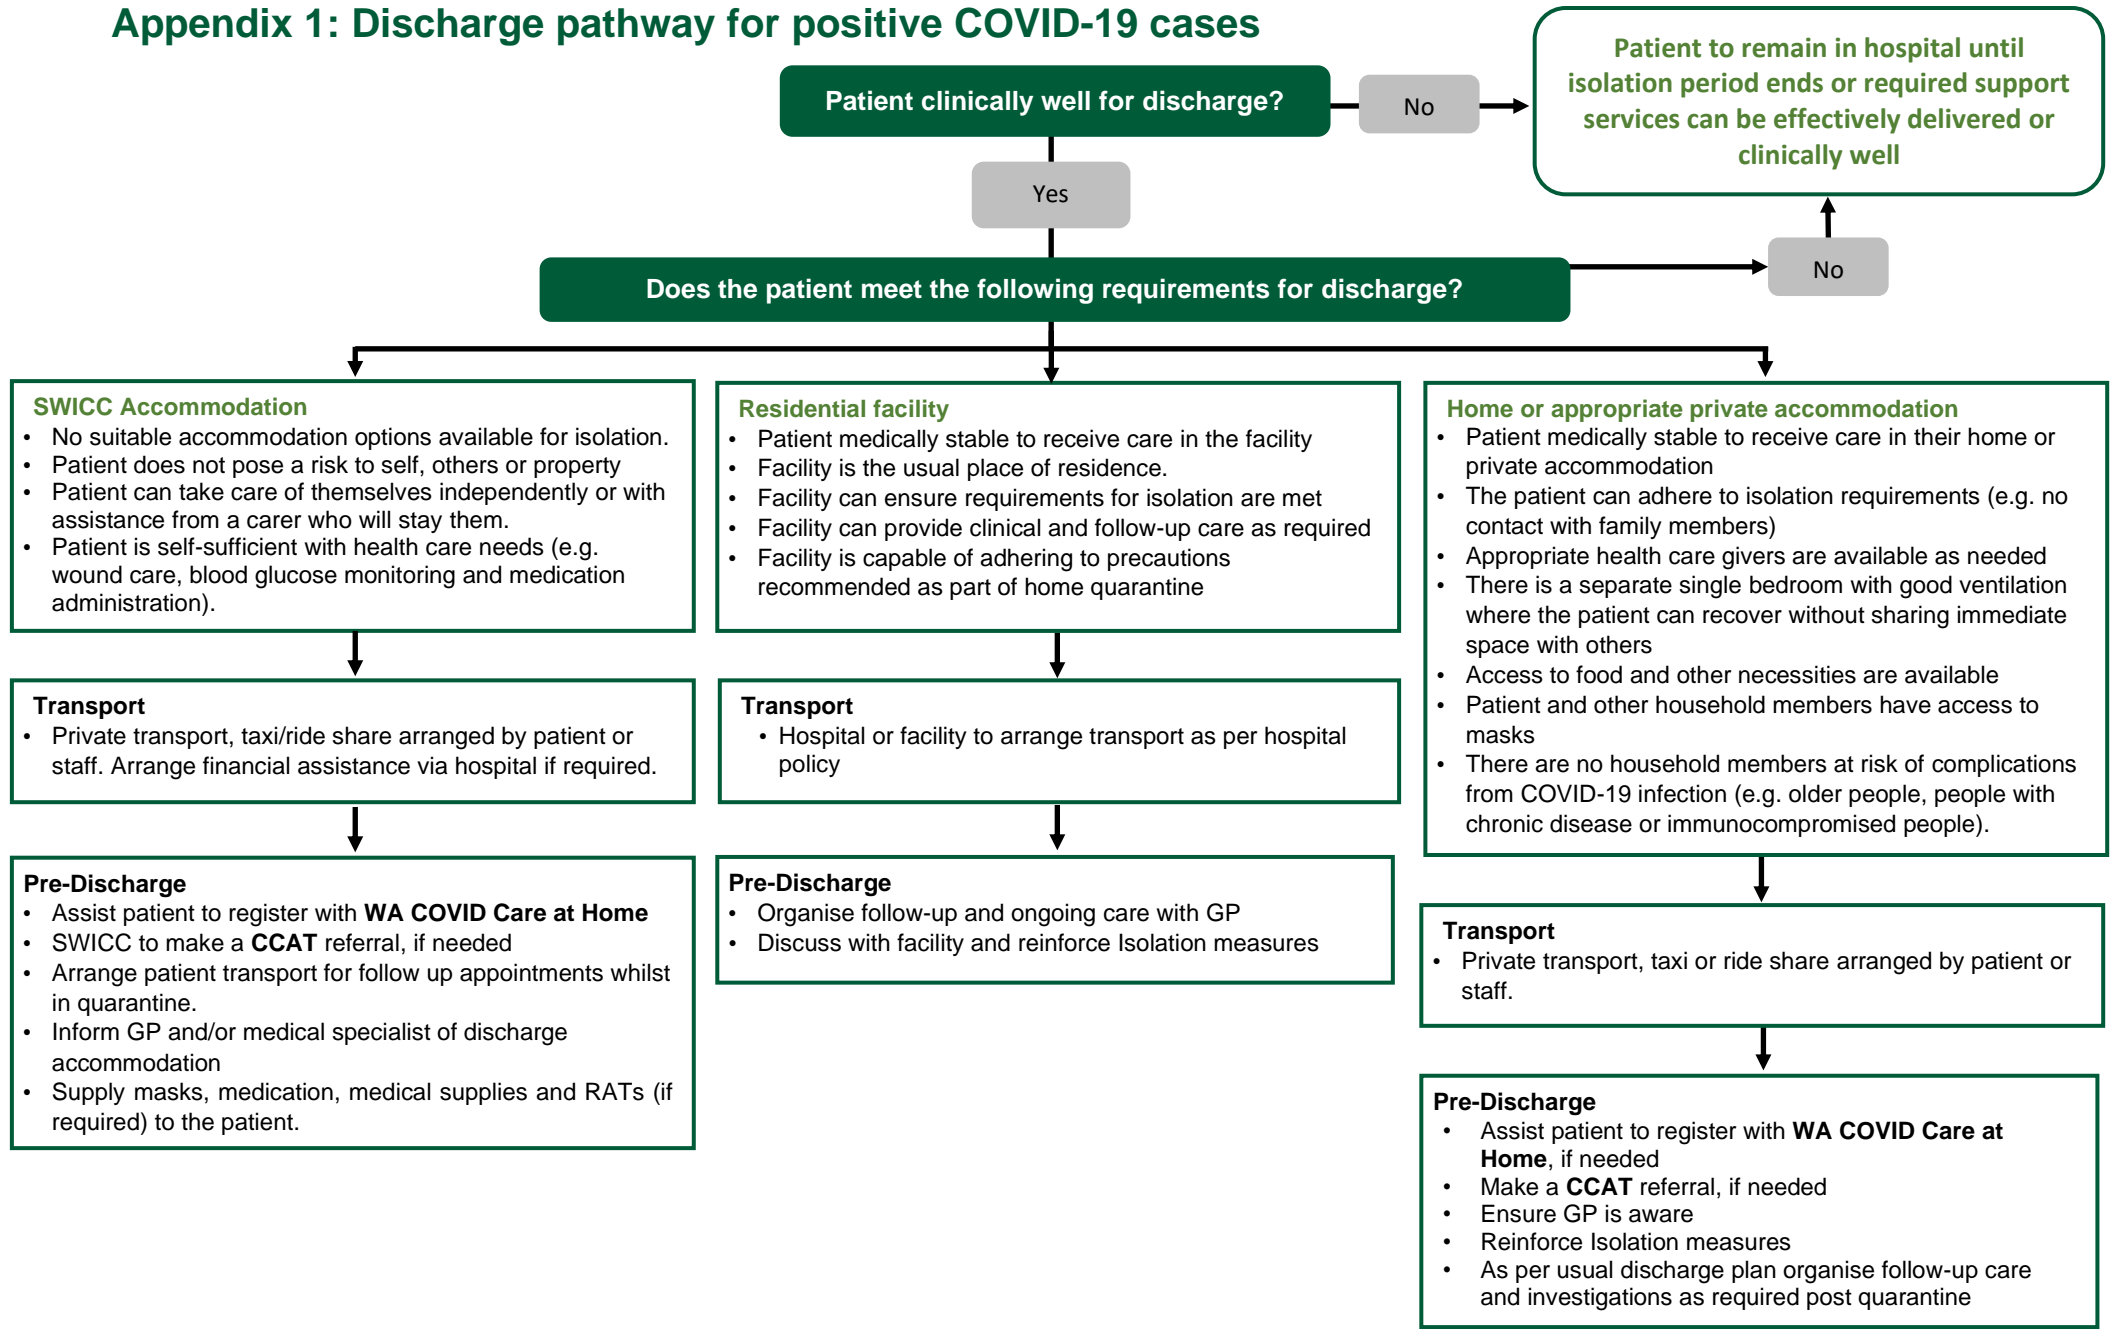 Appendix 1: Discharge pathway for positive COVID-19 cases
Patient clinically well for discharge?
No
Patient to remain in hospital until
isolation period ends or required support
services can be effectively delivered or
clinically well
Yes
Does the patient meet the following requirements for discharge?
No
SWICC Accommodation
• No suitable accommodation options available for isolation.
• Patient does not pose a risk to self, others or property
• Patient can take care of themselves independently or with
assistance from a carer who will stay them.
• Patient is self-sufficient with health care needs (e.g.
wound care, blood glucose monitoring and medication
administration).
Transport
• Private transport, taxi/ride share arranged by patient or
staff. Arrange financial assistance via hospital if required.
Pre-Discharge
• Assist patient to register with WA COVID Care at Home
• SWICC to make a CCAT referral, if needed
• Arrange patient transport for follow up appointments whilst
in quarantine.
• Inform GP and/or medical specialist of discharge
accommodation
• Supply masks, medication, medical supplies and RATs (if
required) to the patient.
Residential facility
• Patient medically stable to receive care in the facility
• Facility is the usual place of residence.
• Facility can ensure requirements for isolation are met
• Facility can provide clinical and follow-up care as required
• Facility is capable of adhering to precautions
recommended as part of home quarantine
Transport
• Hospital or facility to arrange transport as per hospital
policy
Pre-Discharge
• Organise follow-up and ongoing care with GP
• Discuss with facility and reinforce Isolation measures
Home or appropriate private accommodation
• Patient medically stable to receive care in their home or
private accommodation
• The patient can adhere to isolation requirements (e.g. no
contact with family members)
• Appropriate health care givers are available as needed
• There is a separate single bedroom with good ventilation
where the patient can recover without sharing immediate
space with others
• Access to food and other necessities are available
• Patient and other household members have access to
masks
• There are no household members at risk of complications
from COVID-19 infection (e.g. older people, people with
chronic disease or immunocompromised people).
Transport
• Private transport, taxi or ride share arranged by patient or
staff.
Pre-Discharge
• Assist patient to register with WA COVID Care at
Home, if needed
• Make a CCAT referral, if needed
• Ensure GP is aware
• Reinforce Isolation measures
• As per usual discharge plan organise follow-up care
and investigations as required post quarantine